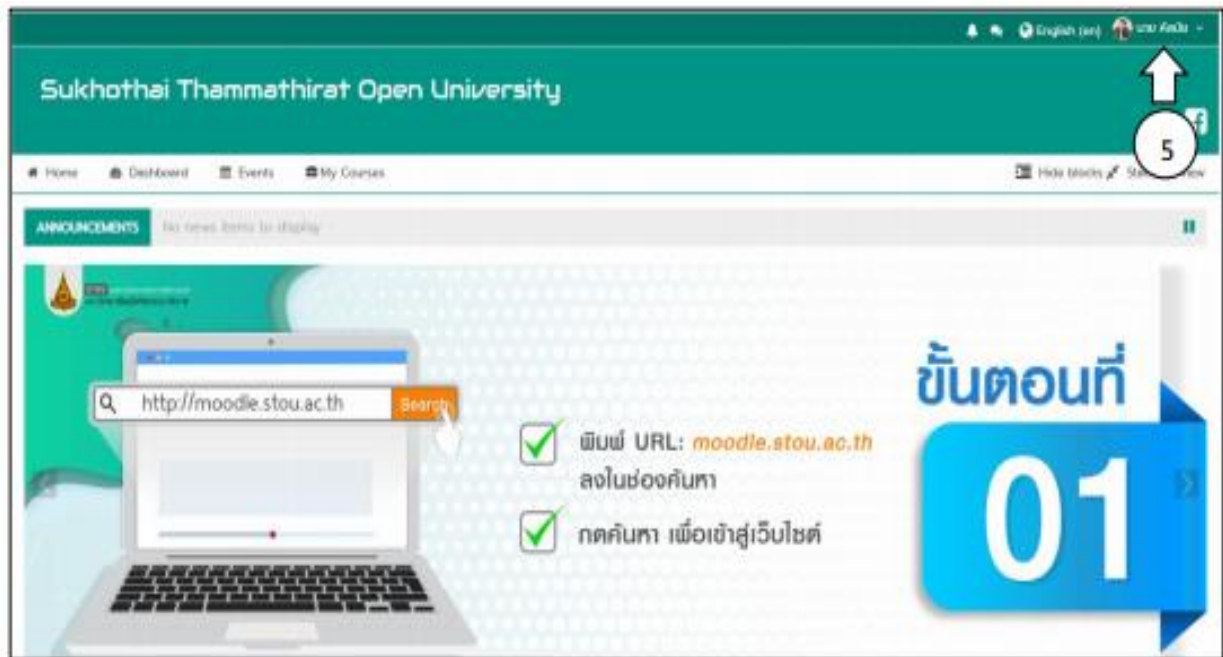 English (en) นาย
Sukhothai Thammathirat Open University
f
5
Home Dashboard Events My Courses
Hide blocks
ANNOUNCEMENTS No news items to display
ขั้นตอนที่
01
http://moodle.stou.ac.th Search
พิมพ์ URL: moodle.stou.ac.th
ลงในช่องค้นหา
กดค้นหา เพื่อเข้าสู่เว็บไซต์